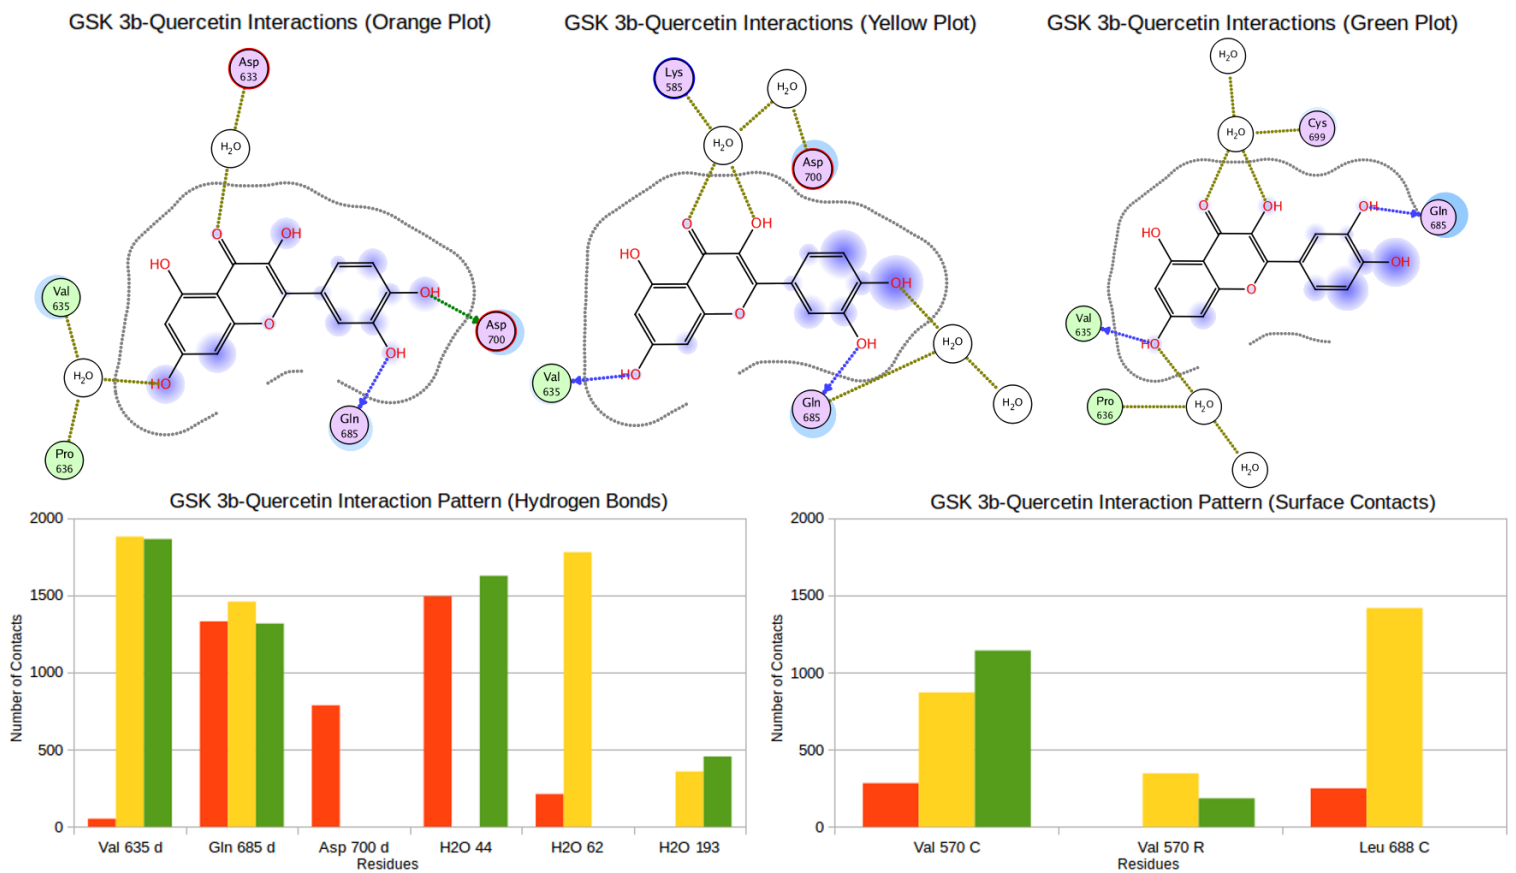 GSK 3b-Quercetin Interactions (Orange Plot)
Asp
633
H₂O
O
OH
HO
O
OH
OH
HO
Val
635
H₂O
Pro
636
Asp
700
Gln
685
GSK 3b-Quercetin Interactions (Yellow Plot)
Lys
585
H₂O
H₂O
Asp
700
O
OH
HO
O
OH
OH
HO
H₂O
Val
635
Gln
685
H₂O
GSK 3b-Quercetin Interactions (Green Plot)
H₂O
H₂O
Cys
699
O
OH
OH
Gln
685
HO
OH
O
Val
635
HO
Pro
636
H₂O
H₂O
GSK 3b-Quercetin Interaction Pattern (Hydrogen Bonds)
Number of Contacts
2000
1500
1000
500
0
Val 635 d
Gln 685 d
Asp 700 d
H2O 44
H2O 62
H2O 193
Residues
GSK 3b-Quercetin Interaction Pattern (Surface Contacts)
Number of Contacts
2000
1500
1000
500
0
Val 570 C
Val 570 R
Leu 688 C
Residues